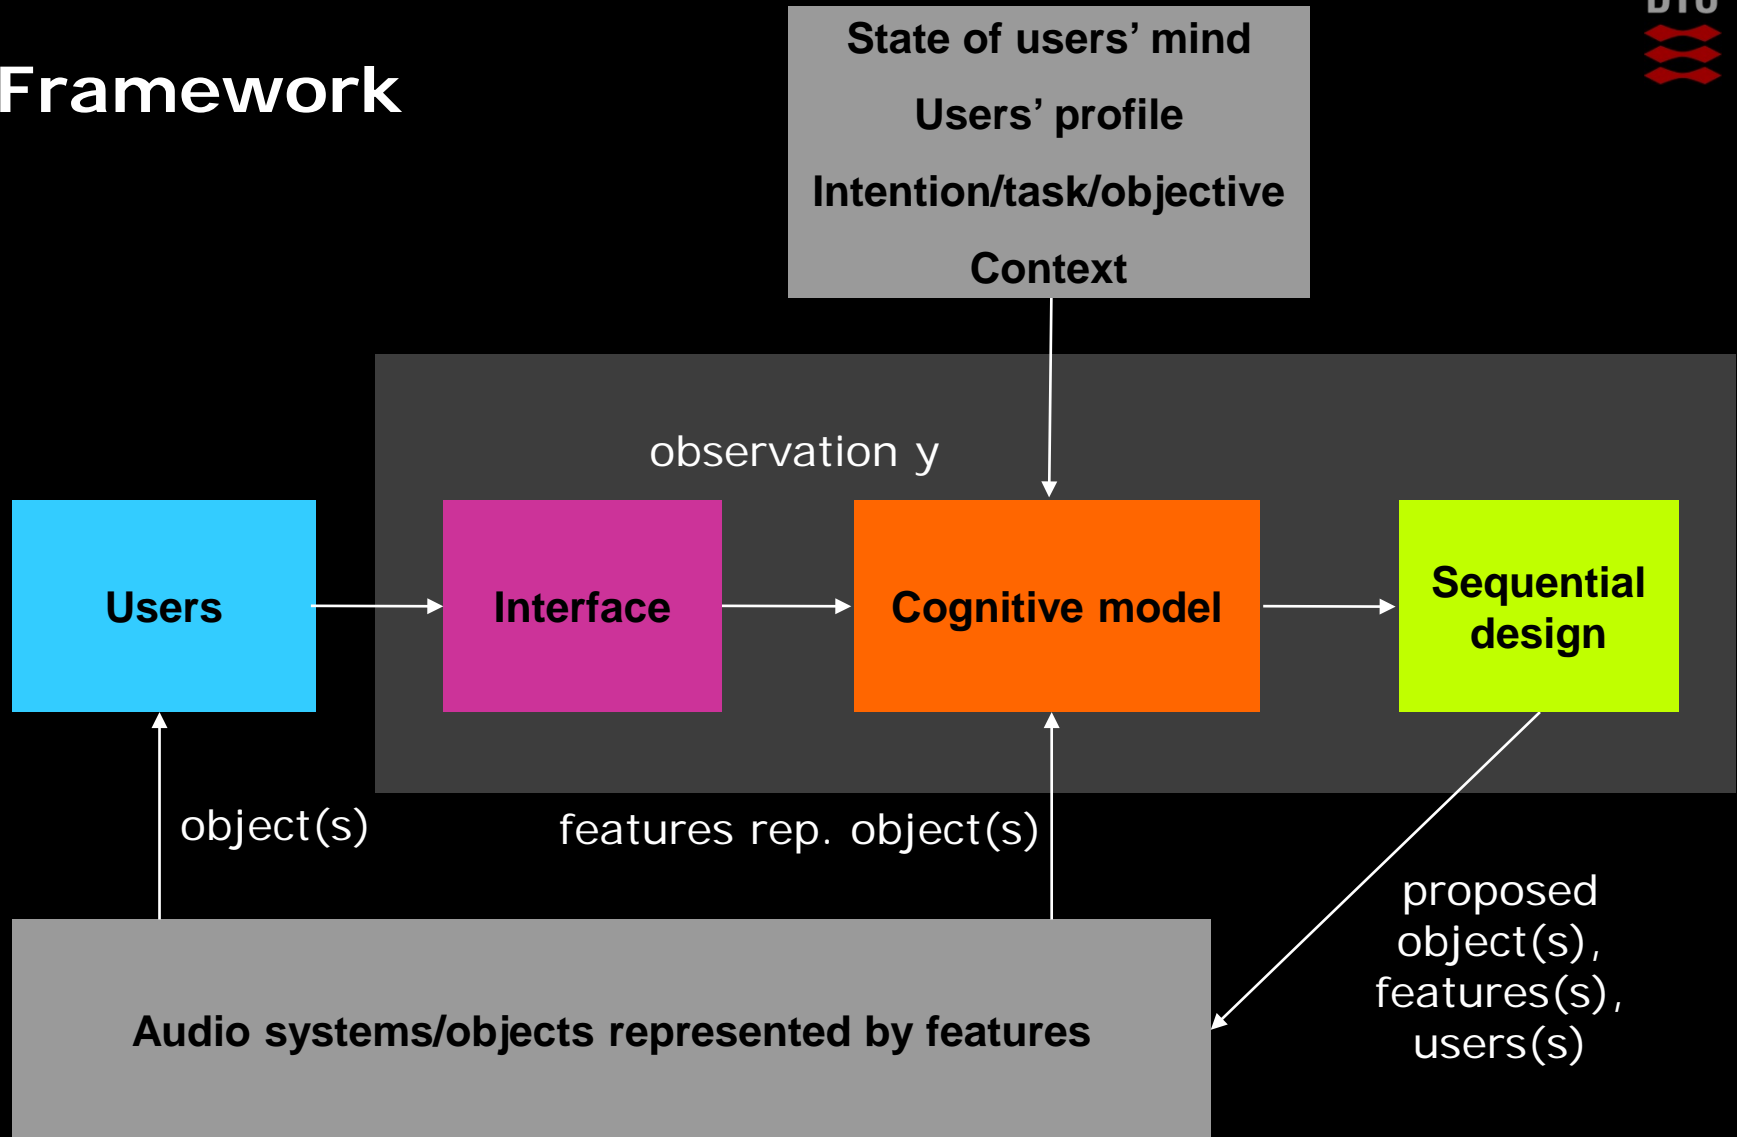 DTU
Framework
State of users’ mind
Users’ profile
Intention/task/objective
Context
observation y
Users
Interface
Cognitive model
Sequential
design
object(s)
features rep. object(s)
proposed
object(s),
features(s),
users(s)
Audio systems/objects represented by features